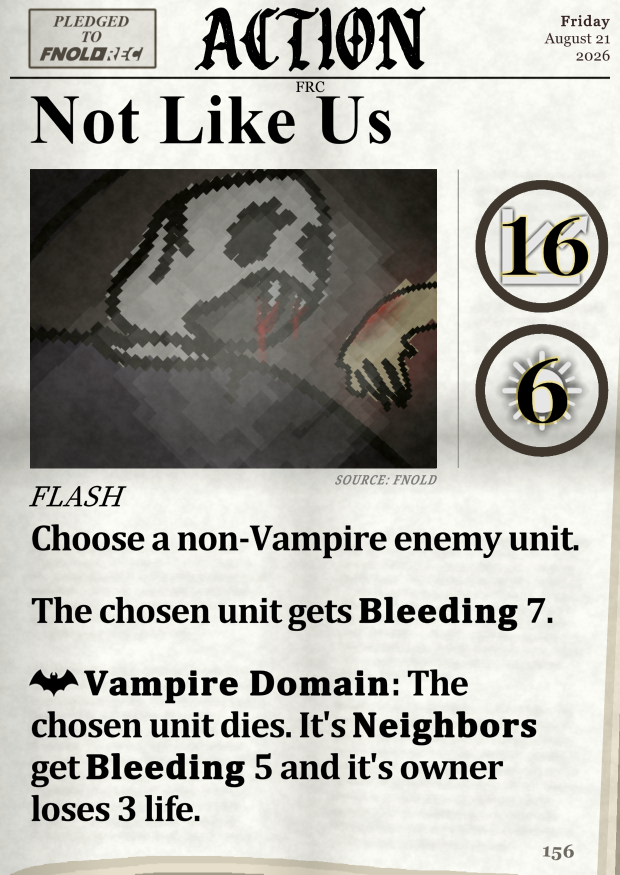 PLEDGED
TO
FNOLD REC
ACTION
Friday
August 21
2026
FRC
Not Like Us
16
6
SOURCE: FNOLD
FLASH
Choose a non-Vampire enemy unit.
The chosen unit gets Bleeding 7.
Vampire Domain: The
chosen unit dies. It's Neighbors
get Bleeding 5 and it's owner
loses 3 life.
156